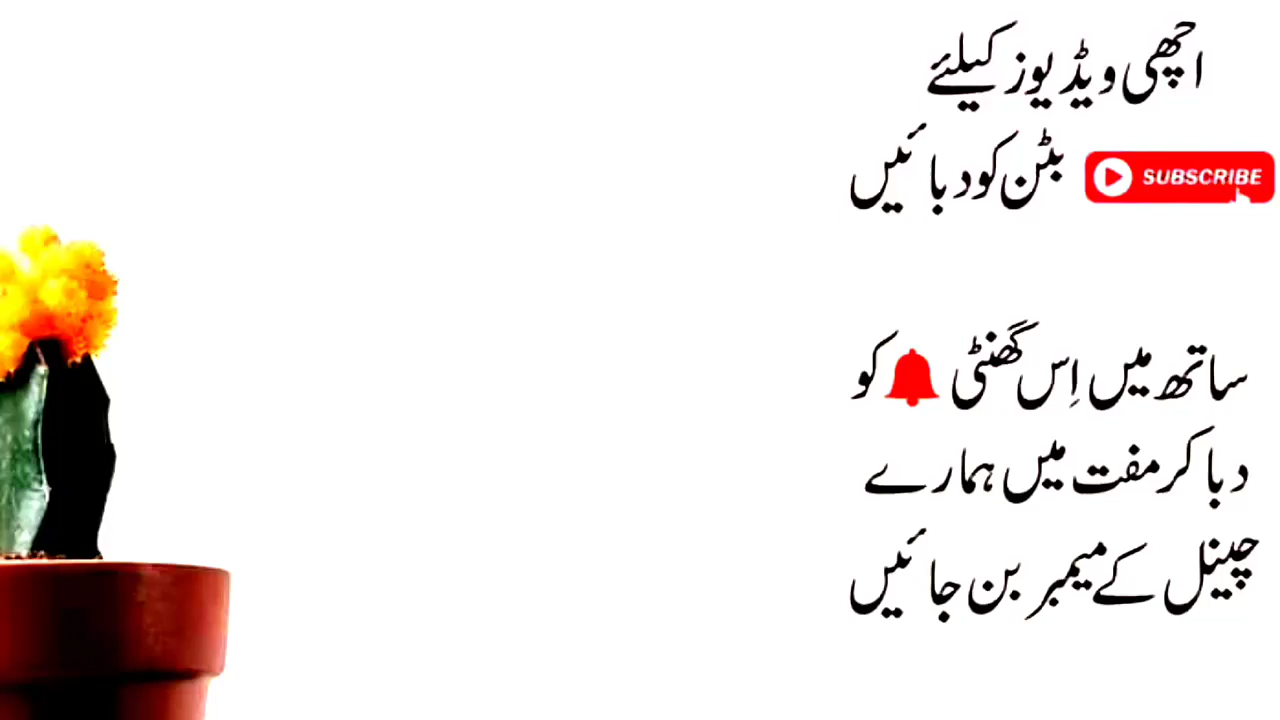 اچھی ویڈیوز کیلئے
SUBSCRIBE بٹن کو دبائیں
ساتھ میں اِس گھنٹی کو
دبا کر مفت میں ہمارے
چینل کے میمبر بن جائیں